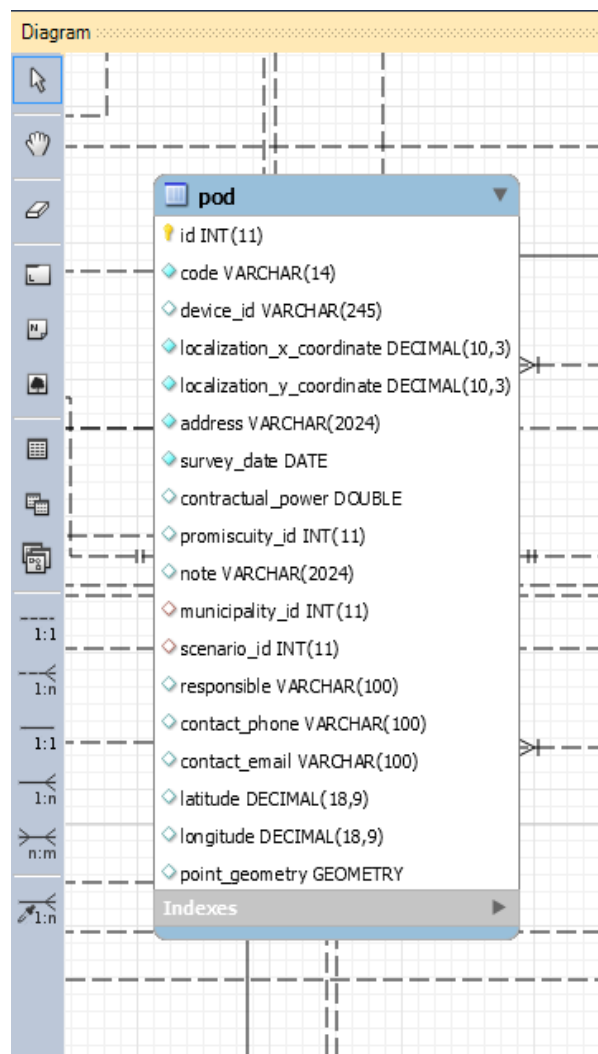 Diagram
pod
id INT(11)
code VARCHAR(14)
device_id VARCHAR(245)
localization_x_coordinate DECIMAL(10,3)
localization_y_coordinate DECIMAL(10,3)
address VARCHAR(2024)
survey_date DATE
contractual_power DOUBLE
promiscuity_id INT(11)
note VARCHAR(2024)
municipality_id INT(11)
scenario_id INT(11)
responsible VARCHAR(100)
contact_phone VARCHAR(100)
contact_email VARCHAR(100)
latitude DECIMAL(18,9)
longitude DECIMAL(18,9)
point_geometry GEOMETRY
Indexes
1:1
1:n
1:1
1:n
n:m
1:n